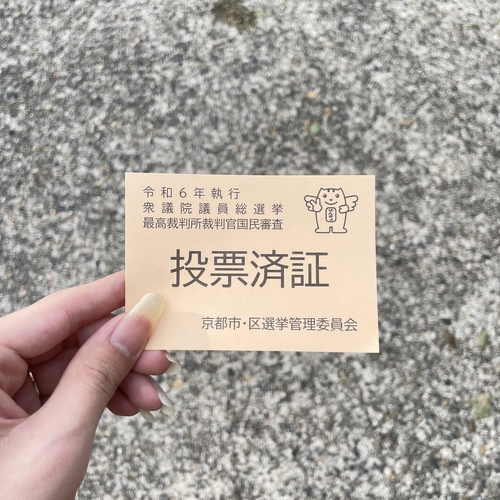 令和6年執行
衆議院議員総選挙
最高裁判所裁判官国民審査
投票済証
京都市・区選挙管理委員会